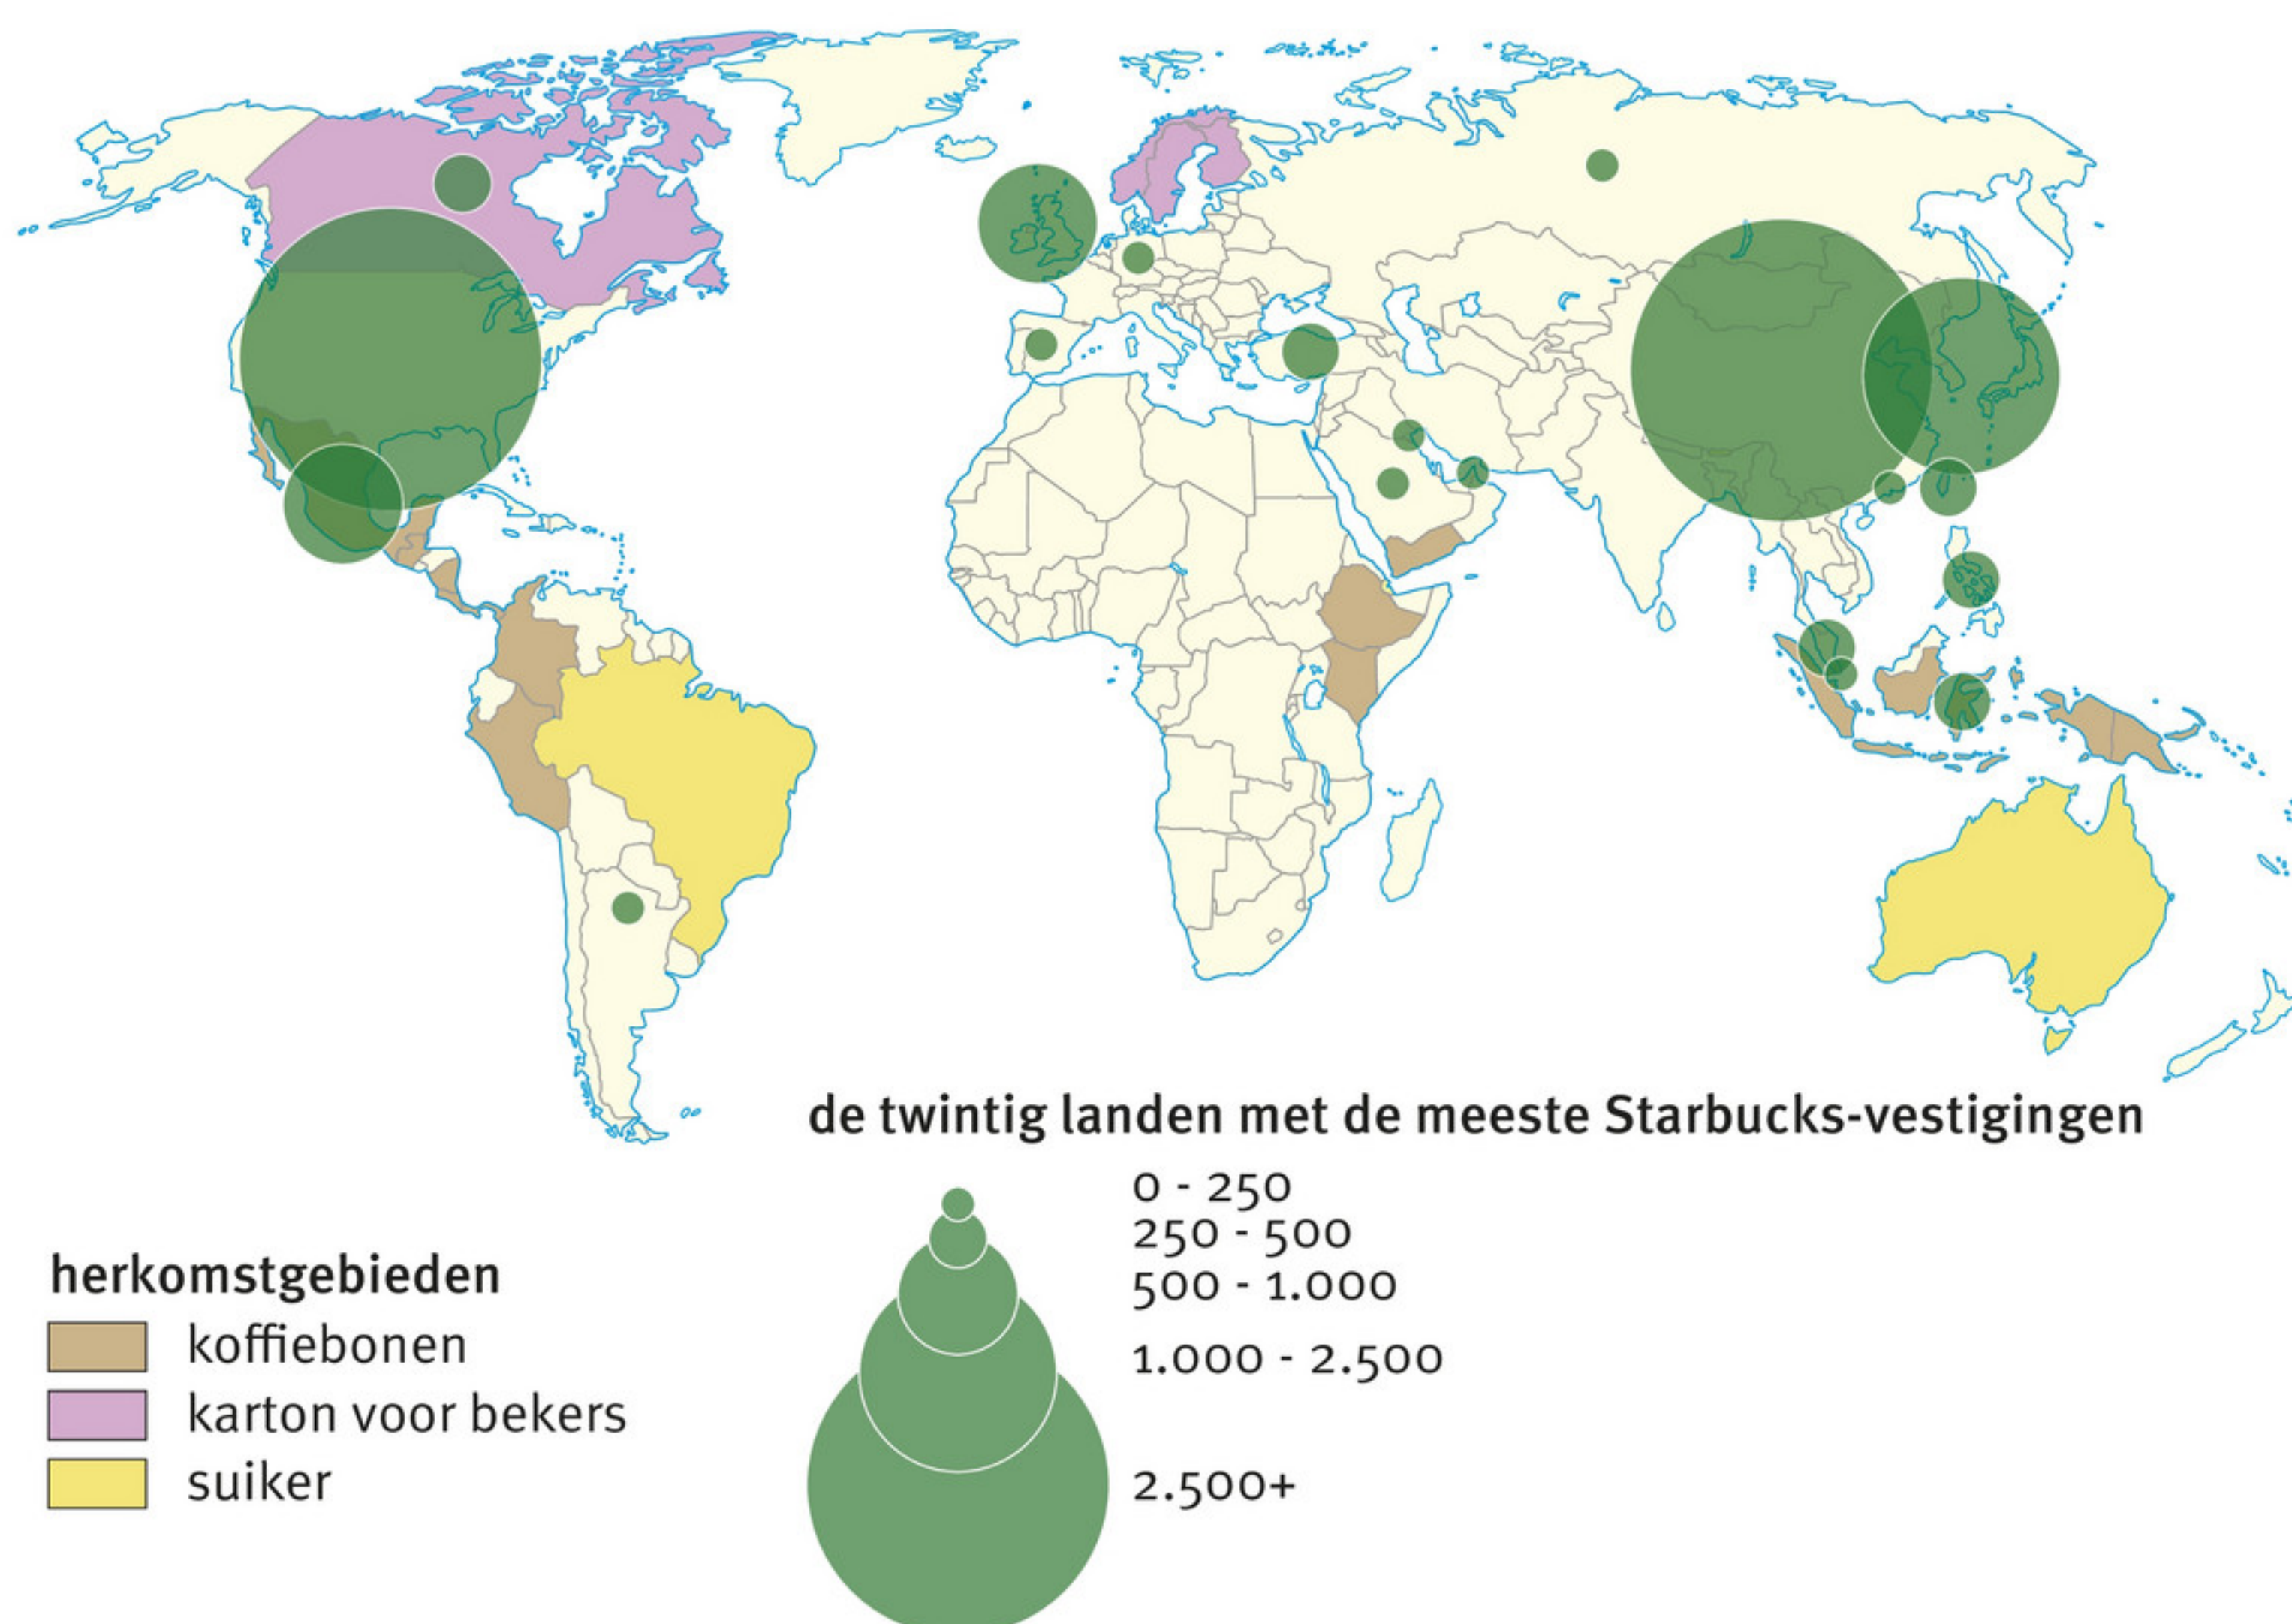 de twintig landen met de meeste Starbucks-vestigingen
0 - 250
250 - 500
500 - 1.000
1.000 - 2.500
2.500+
herkomstgebieden
koffiebonen
karton voor bekers
suiker